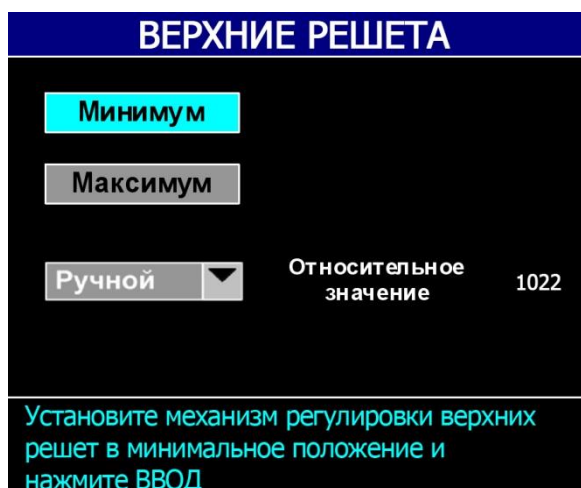 ВЕРХНИЕ РЕШЕТА
Минимум
Максимум
Ручной
Относительное
значение
1022
Установите механизм регулировки верхних
решет в минимальное положение и
нажмите ВВОД